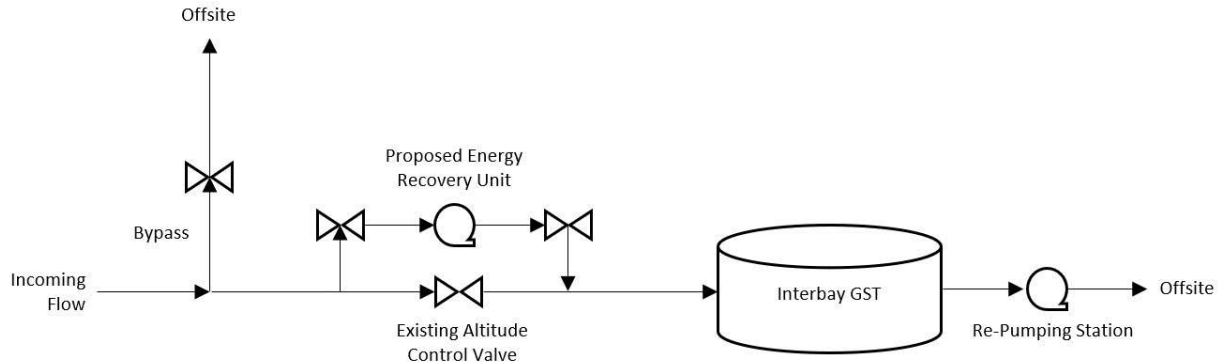 Offsite
Proposed Energy
Recovery Unit
Bypass
Incoming
Flow
Interbay GST
Offsite
Existing Altitude
Control Valve
Re-Pumping Station